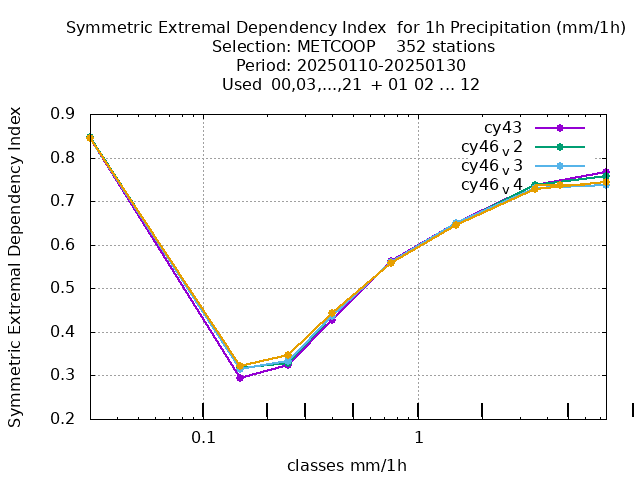 Symmetric Extremal Dependency Index  for 1h Precipitation (mm/1h)
Selection: METCOOP    352 stations
Period: 20250110-20250130
Used  00,03,...,21  + 01 02 ... 12
Symmetric Extremal Dependency Index
0.9
0.8
0.7
0.6
0.5
0.4
0.3
0.2
cy43
cy46v2
cy46v3
cy46v4
0.1
1
classes mm/1h